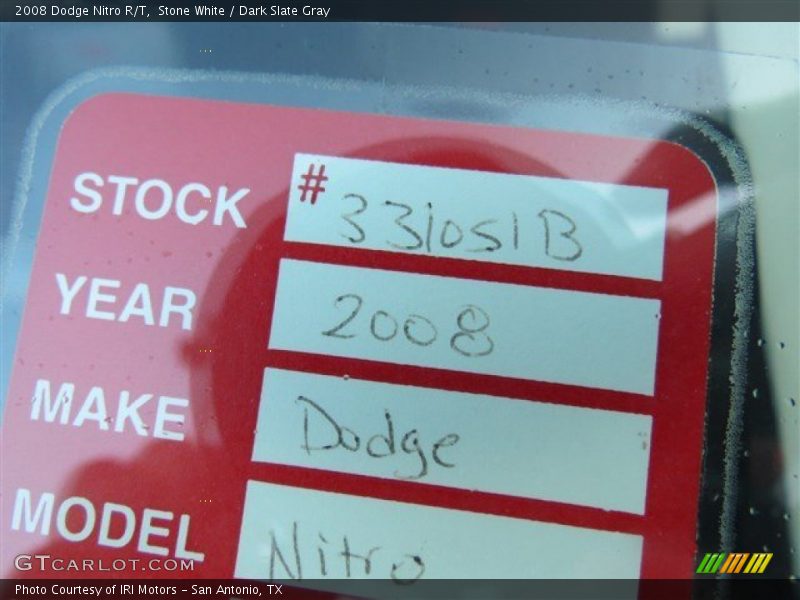 2008 Dodge Nitro R/T, Stone White / Dark Slate Gray
STOCK # 331051B
YEAR 2008
MAKE Dodge
MODEL Nitro
GTCARLOT.COM
Photo Courtesy of IRI Motors - San Antonio, TX